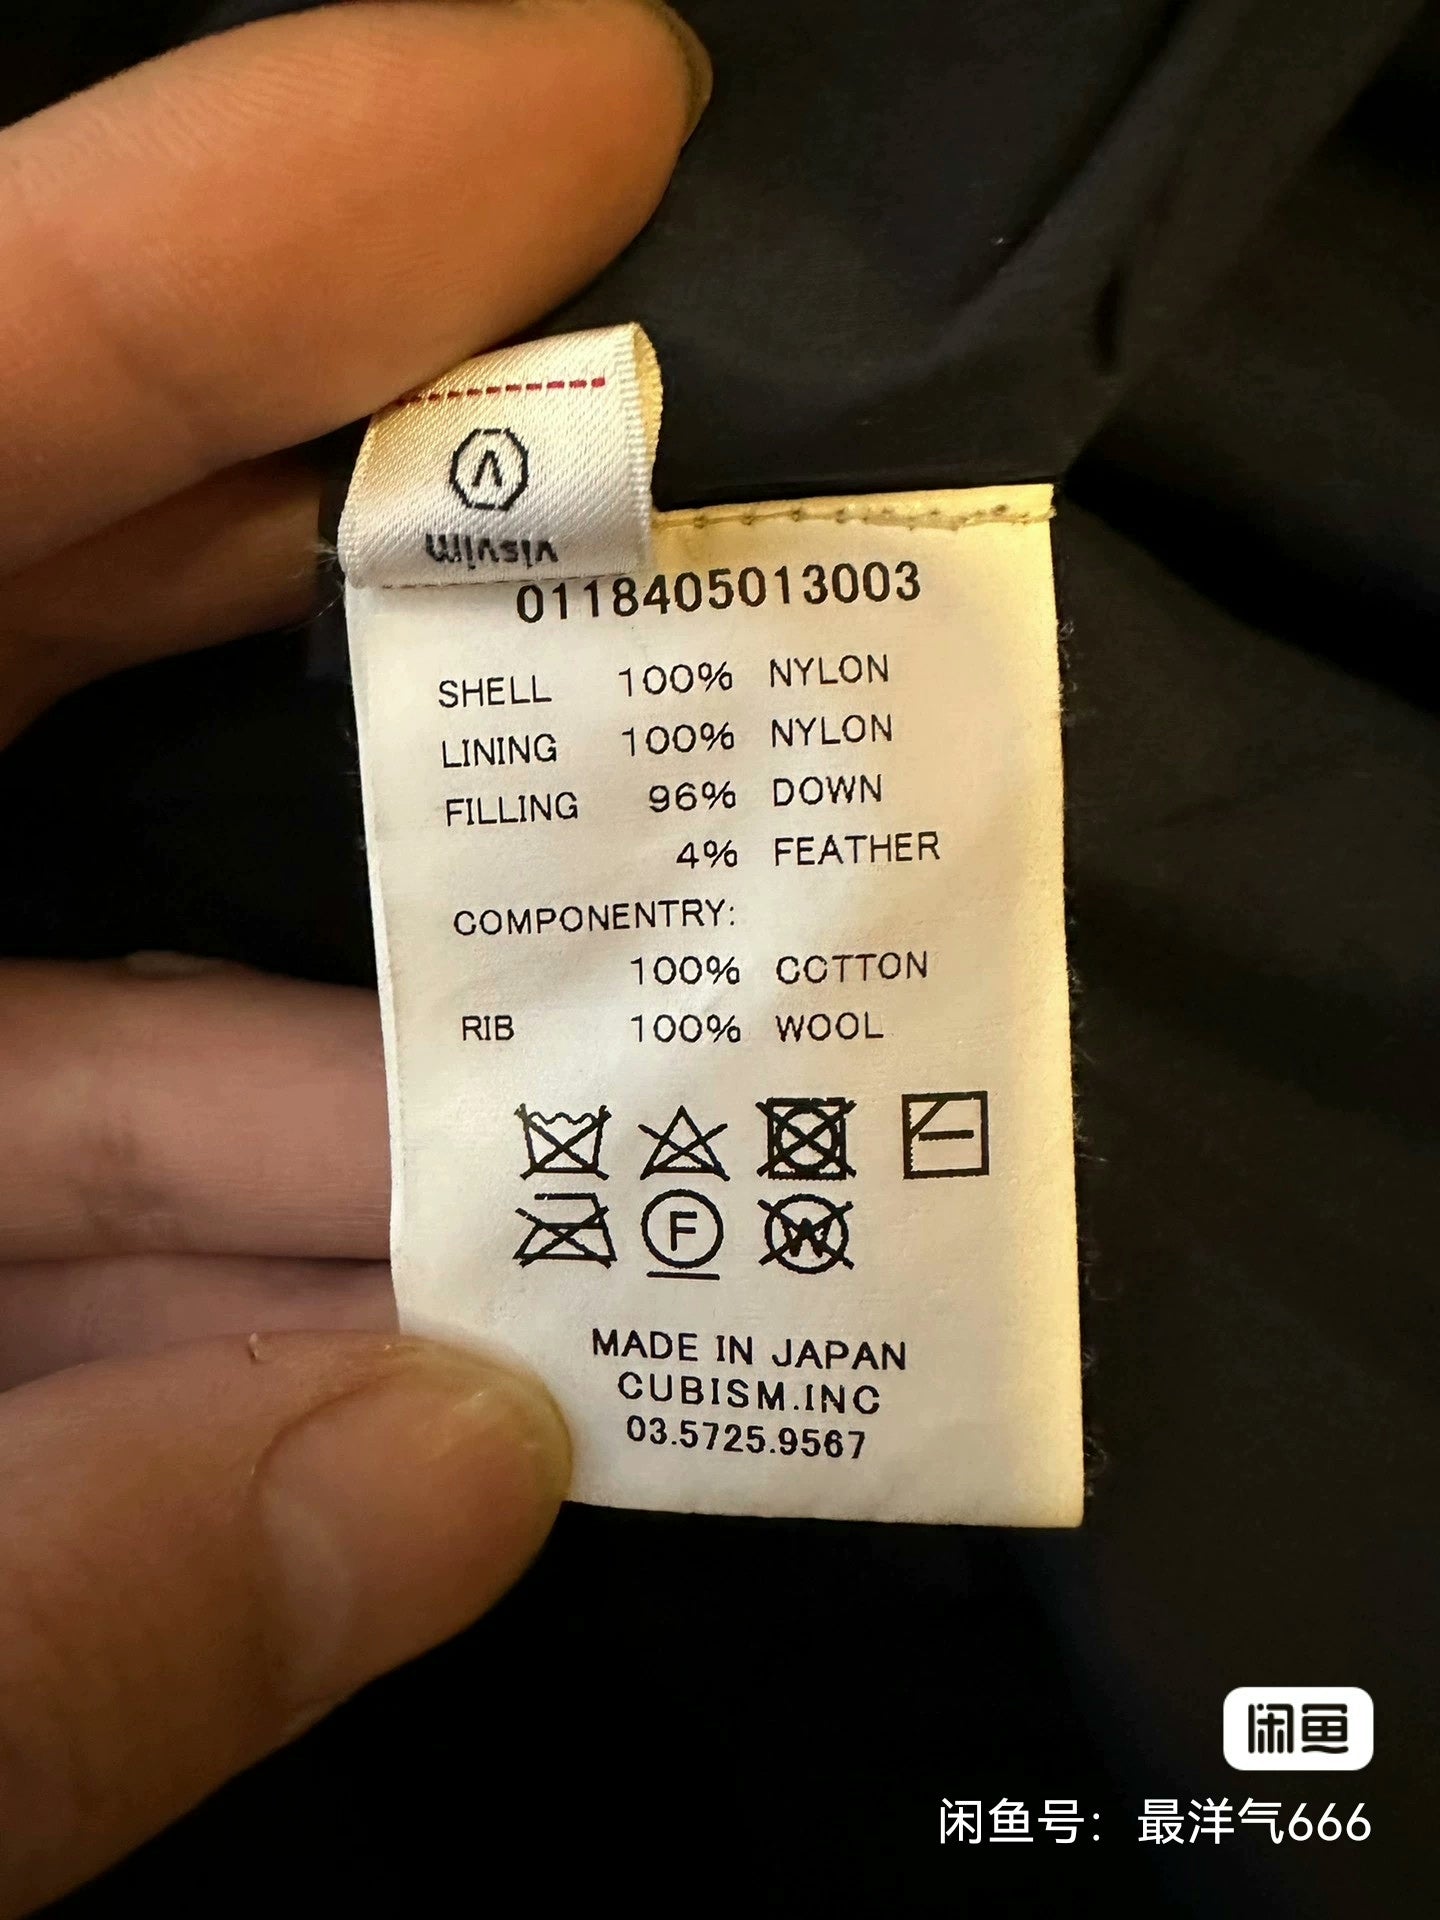 visvim
0118405013003
SHELL 100% NYLON
LINING 100% NYLON
FILLING 96% DOWN
4% FEATHER
COMPONENTRY:
100% COTTON
RIB 100% WOOL
F
W
MADE IN JAPAN
CUBISM.INC
03.5725.9567
闲鱼
闲鱼号：最洋气666